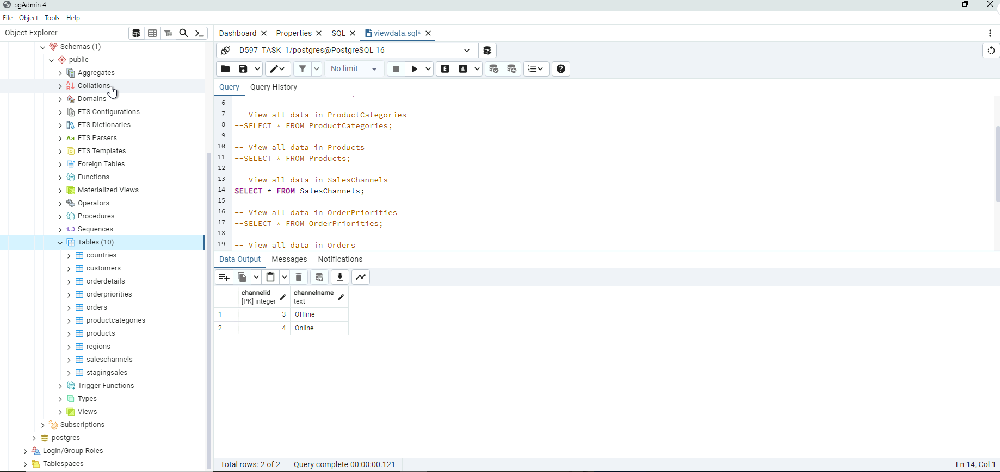 pgAdmin 4
File Object Tools Help
Object Explorer
Schemas (1)
public
Aggregates
Collations
Domains
FTS Configurations
FTS Dictionaries
FTS Parsers
FTS Templates
Foreign Tables
Functions
Materialized Views
Operators
Procedures
1..3 Sequences
Tables (10)
countries
customers
orderdetails
orderpriorities
orders
productcategories
products
regions
saleschannels
stagingsales
Trigger Functions
Types
Views
Subscriptions
postgres
Login/Group Roles
Tablespaces
Dashboard Properties SQL viewdata.sql*
D597_TASK_1/postgres@PostgreSQL 16
No limit
Query Query History
6
7 -- View all data in ProductCategories
8 --SELECT * FROM ProductCategories;
9
10 -- View all data in Products
11 --SELECT * FROM Products;
12
13 -- View all data in SalesChannels
14 SELECT * FROM SalesChannels;
15
16 -- View all data in OrderPriorities
17 --SELECT * FROM OrderPriorities;
18
19 -- View all data in Orders
Data Output Messages Notifications
channelid channelname
[PK] integer text
1 3 Offline
2 4 Online
Total rows: 2 of 2 Query complete 00:00:00.121 Ln 14, Col 1